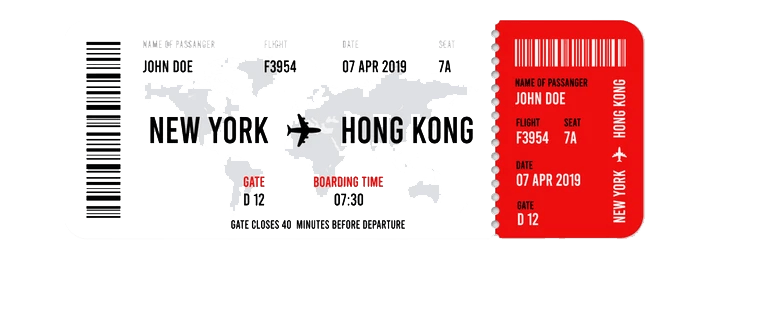 NAME OF PASSANGER FLIGHT DATE SEAT
JOHN DOE F3954 07 APR 2019 7A
NEW YORK HONG KONG
GATE BOARDING TIME
D 12 07:30
GATE CLOSES 40 MINUTES BEFORE DEPARTURE
NAME OF PASSANGER
JOHN DOE
FLIGHT SEAT
F3954 7A
DATE
07 APR 2019
GATE
D 12
NEW YORK HONG KONG